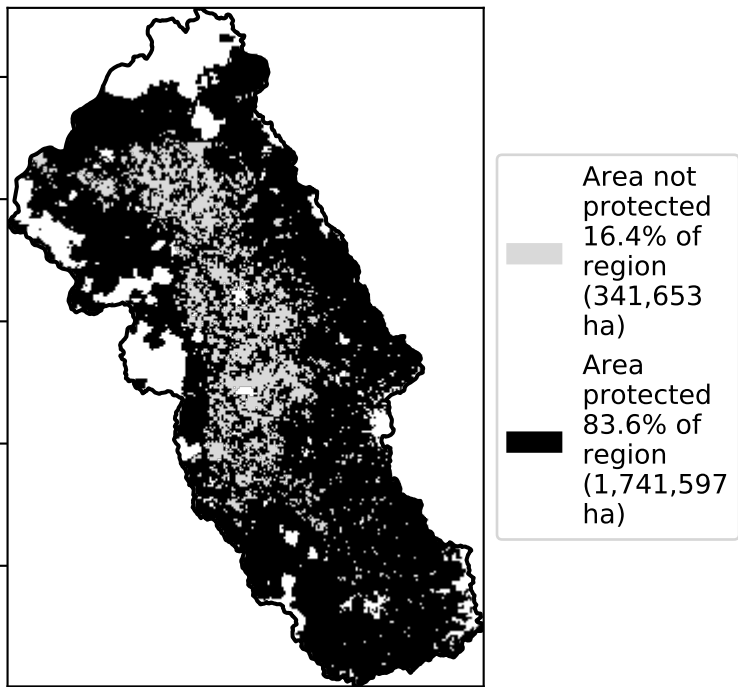 Area not
protected
16.4% of
region
(341,653
ha)
Area
protected
83.6% of
region
(1,741,597
ha)